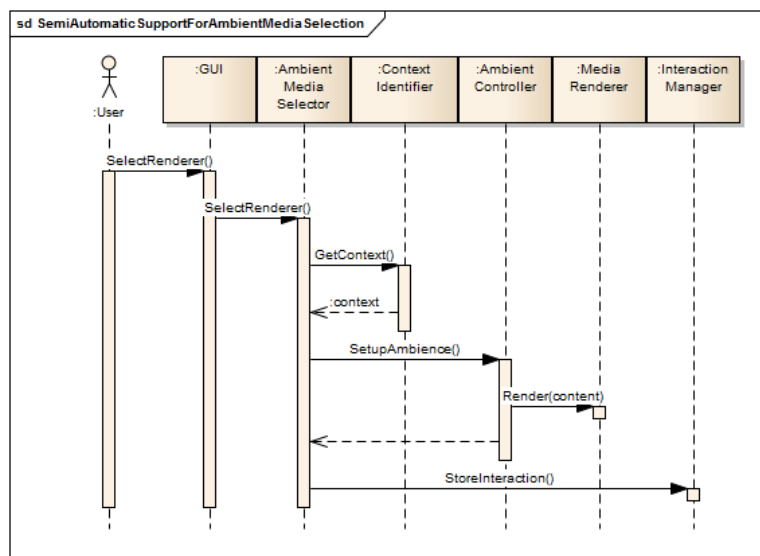 sd SemiAutomaticSupportForAmbientMediaSelection
:User
:GUI
:Ambient
Media
Selector
:Context
Identifier
:Ambient
Controller
:Media
Renderer
:Interaction
Manager
SelectRenderer()
SelectRenderer()
GetContext()
:context
SetupAmbience()
Render(content)
StoreInteraction()